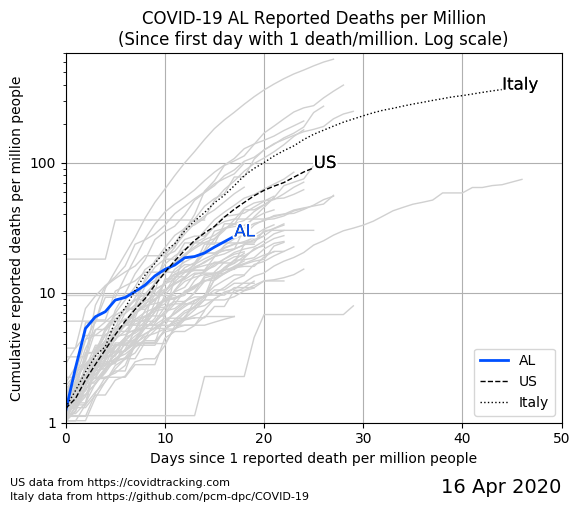 COVID-19 AL Reported Deaths per Million
(Since first day with 1 death/million. Log scale)
Cumulative reported deaths per million people
100
10
1
Italy
US
AL
AL
US
Italy
0 10 20 30 40 50
Days since 1 reported death per million people
US data from https://covidtracking.com
Italy data from https://github.com/pcm-dpc/COVID-19
16 Apr 2020